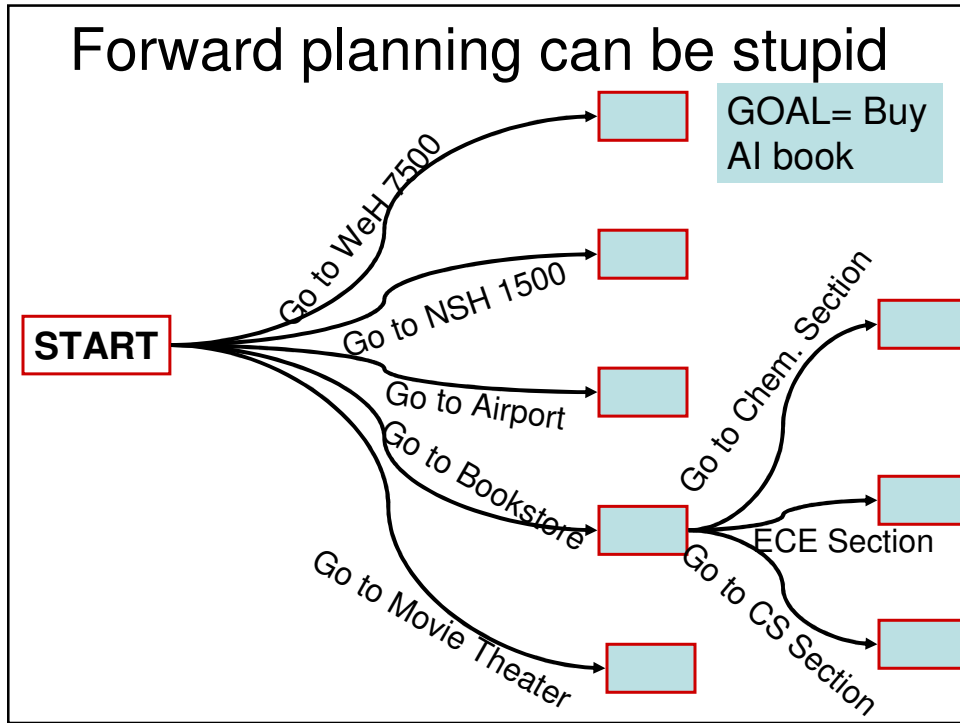 Forward planning can be stupid
GOAL= Buy
AI book
START
Go to WeH 7500
Go to NSH 1500
Go to Airport
Go to Bookstore
Go to Movie Theater
Go to Chem. Section
ECE Section
Go to CS Section